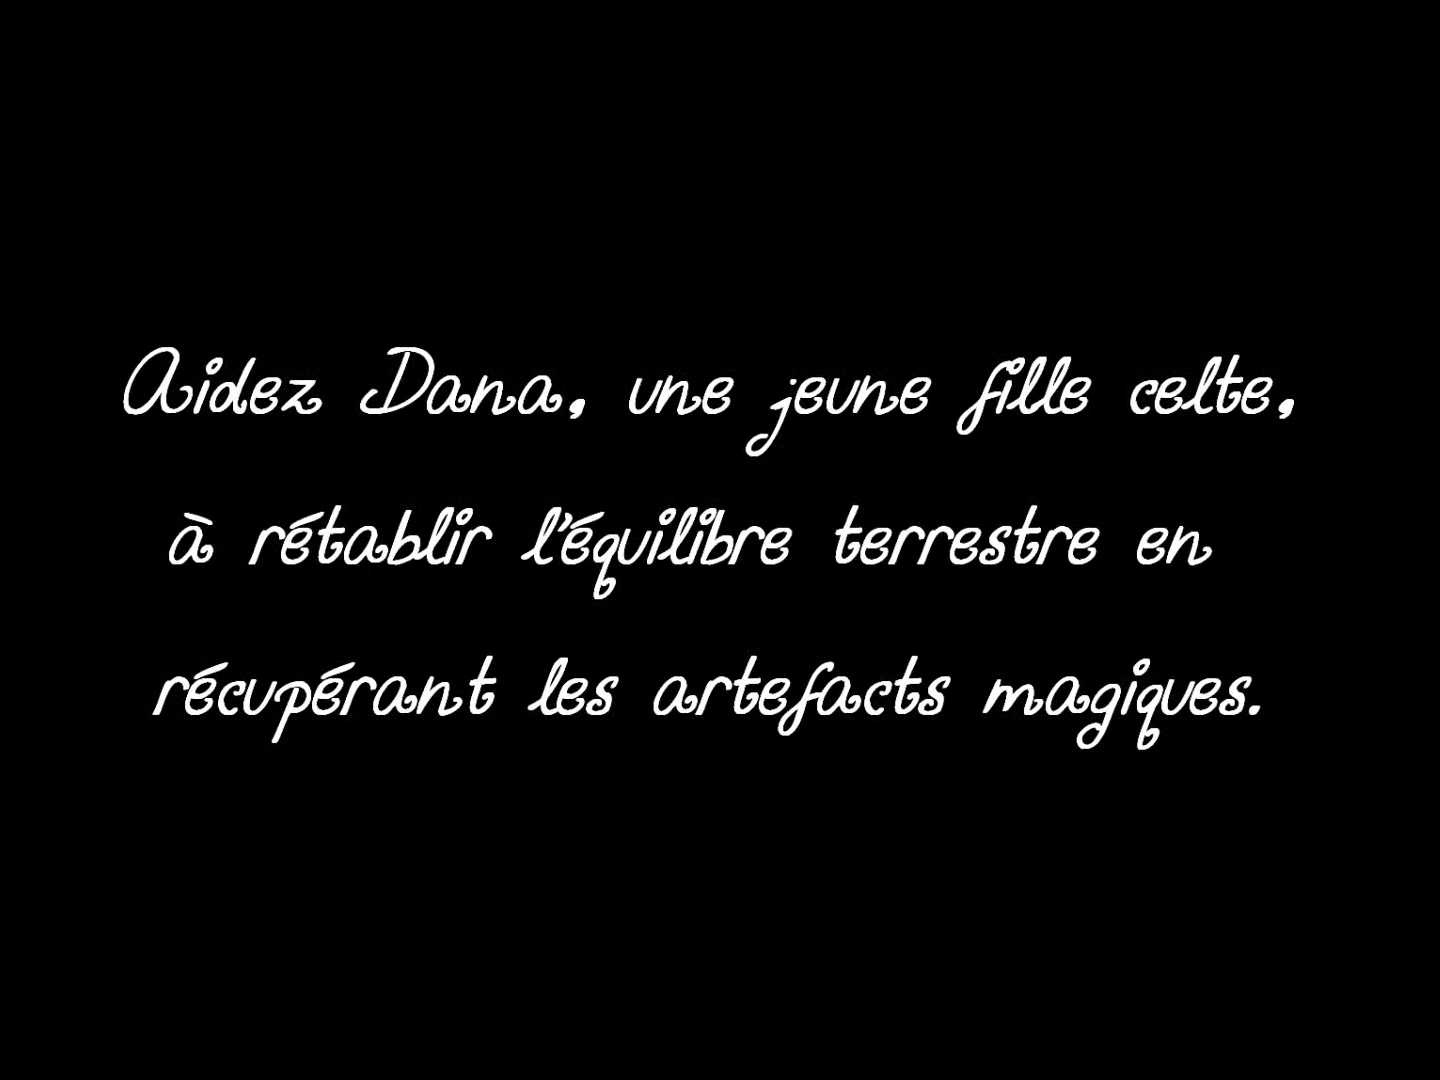 Aidez Dana, une jeune fille celte,
à rétablir l'équilibre terrestre en
récupérant les artefacts magiques.